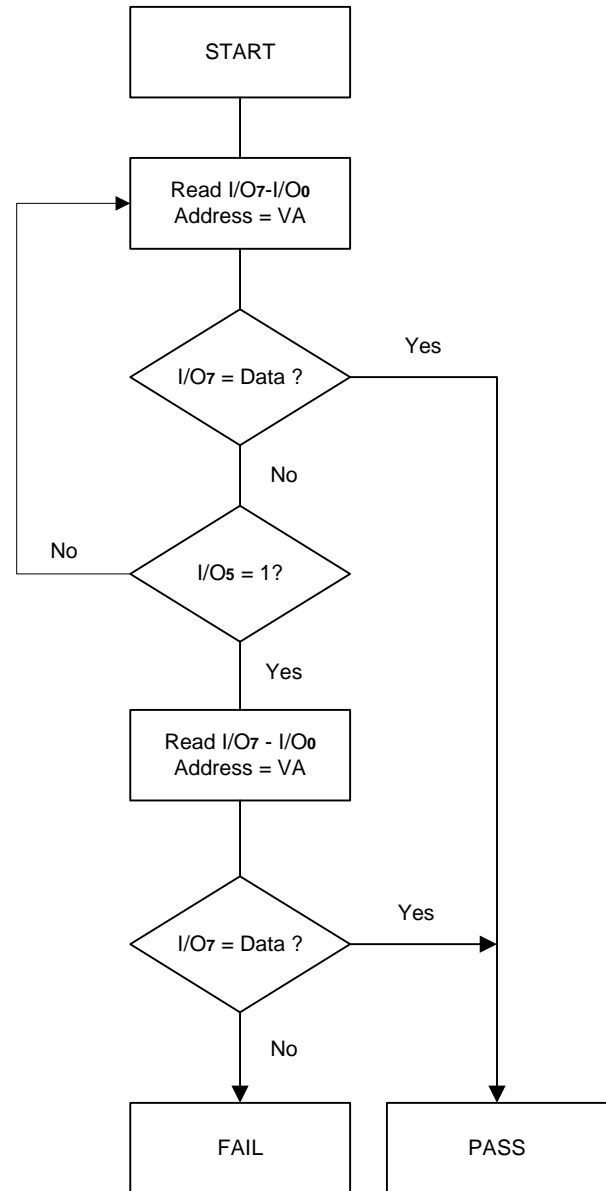 START
Read I/O7-I/O0
Address = VA
I/O7 = Data ?
Yes
No
No
I/O5 = 1?
Yes
Read I/O7 - I/O0
Address = VA
I/O7 = Data ?
Yes
No
FAIL
PASS